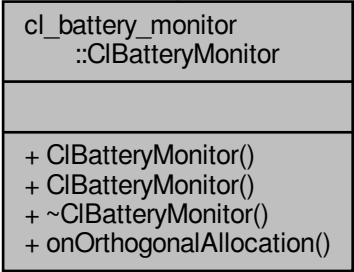 cl_battery_monitor
::ClBatteryMonitor
+ ClBatteryMonitor()
+ ClBatteryMonitor()
+ ~ClBatteryMonitor()
+ onOrthogonalAllocation()